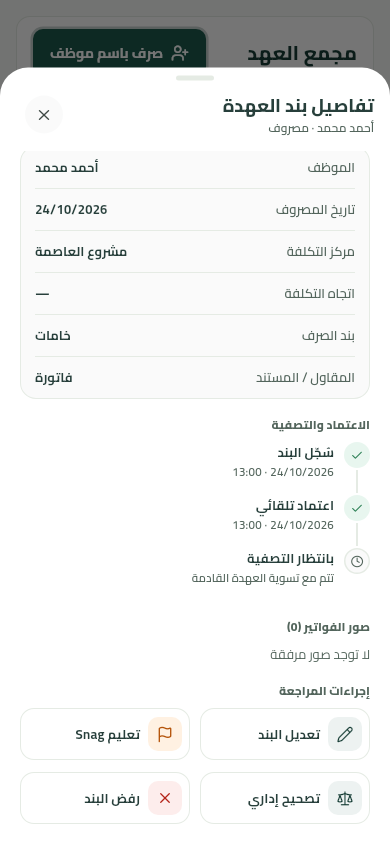 مجمع العهد
صرف باسم موظف
تفاصيل بند العهدة
أحمد محمد · مصروف
الموظف
أحمد محمد
تاريخ المصروف
24/10/2026
مركز التكلفة
مشروع العاصمة
اتجاه التكلفة
—
بند الصرف
خامات
المقاول / المستند
فاتورة
الاعتماد والتصفية
سُجّل البند
24/10/2026 · 13:00
اعتماد تلقائي
24/10/2026 · 13:00
بانتظار التصفية
تتم مع تسوية العهدة القادمة
صور الفواتير (0)
لا توجد صور مرفقة
إجراءات المراجعة
تعديل البند
تعليم Snag
تصحيح إداري
رفض البند